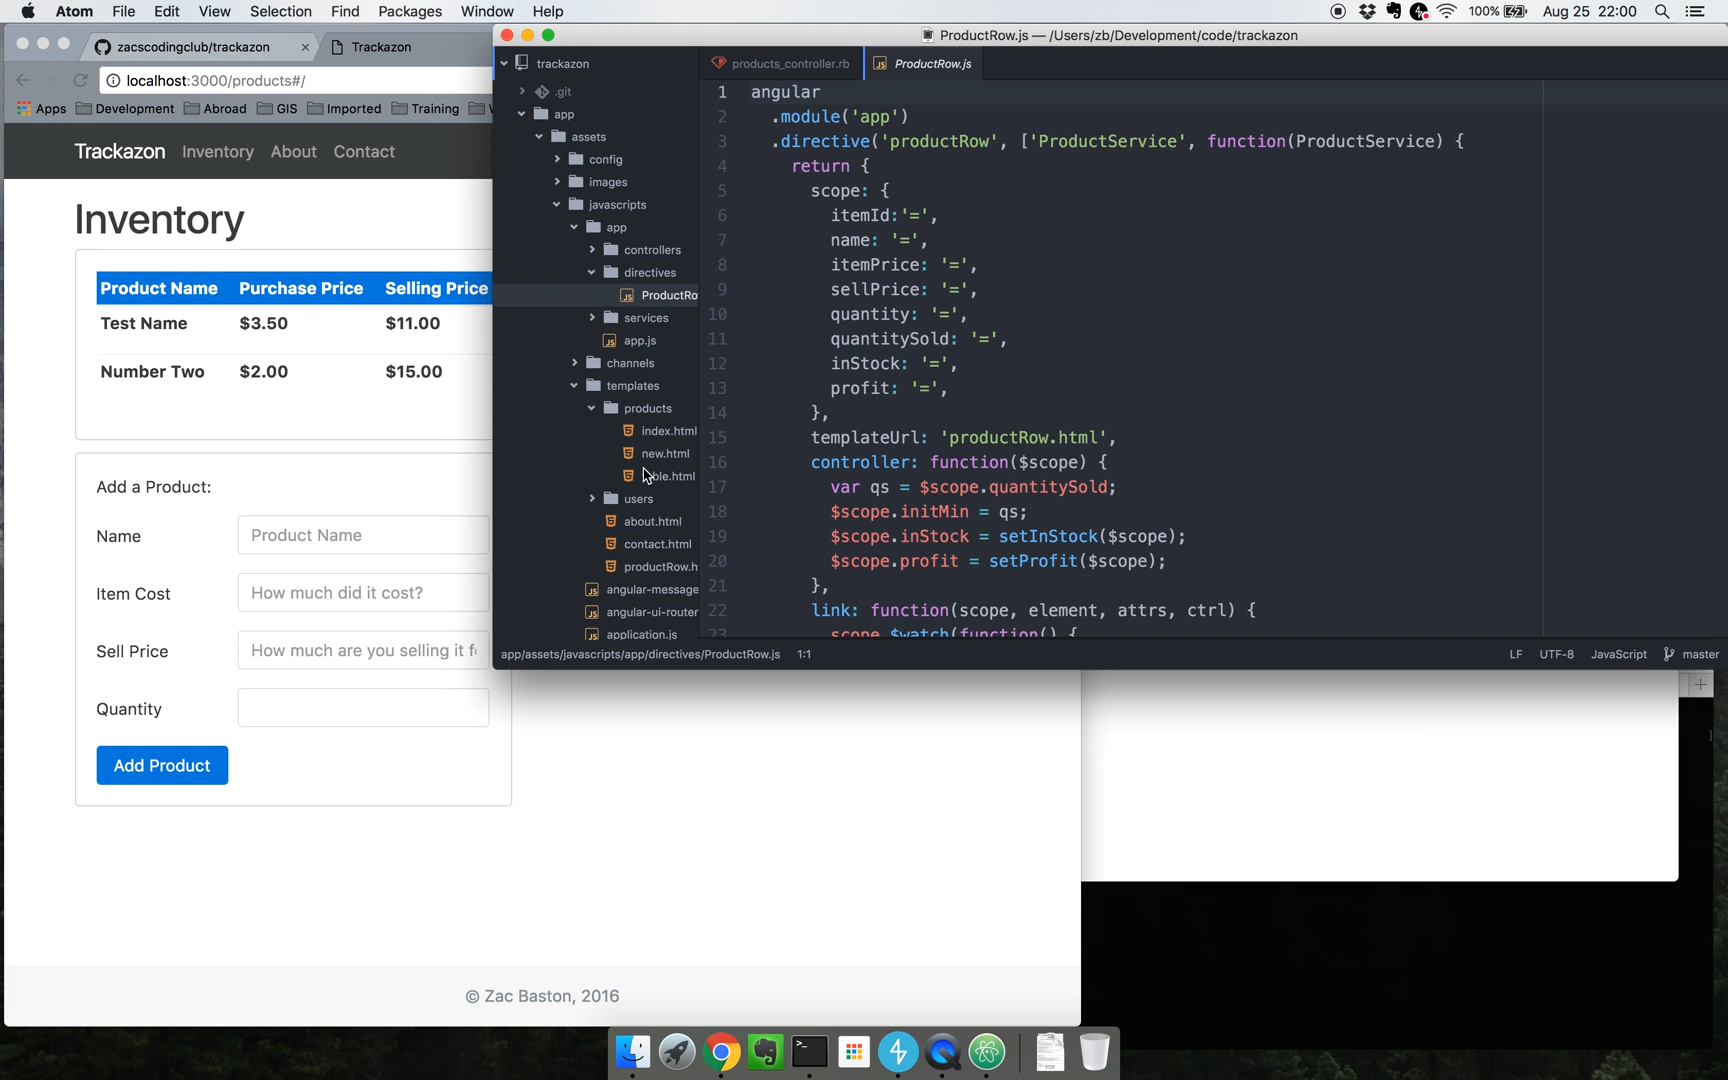 Atom File Edit View Selection Find Packages Window Help 100% Aug 25 22:00
zacscodingclub/trackazon × Trackazon
localhost:3000/products#/
Apps Development Abroad GIS Imported Training
Trackazon Inventory About Contact
Inventory
Product Name Purchase Price Selling Price
Test Name $3.50 $11.00
Number Two $2.00 $15.00
Add a Product:
Name Product Name
Item Cost How much did it cost?
Sell Price How much are you selling it f
Quantity
Add Product
© Zac Baston, 2016
ProductRow.js — /Users/zb/Development/code/trackazon
trackazon
.git
app
assets
config
images
javascripts
app
controllers
directives
ProductRo
services
app.js
channels
templates
products
index.html
new.html
ble.html
users
about.html
contact.html
productRow.h
angular-message
angular-ui-router
application.js
products_controller.rb ProductRow.js
1 angular
2 .module('app')
3 .directive('productRow', ['ProductService', function(ProductService) {
4 return {
5 scope: {
6 itemId:'=',
7 name: '=',
8 itemPrice: '=',
9 sellPrice: '=',
10 quantity: '=',
11 quantitySold: '=',
12 inStock: '=',
13 profit: '=',
14 },
15 templateUrl: 'productRow.html',
16 controller: function($scope) {
17 var qs = $scope.quantitySold;
18 $scope.initMin = qs;
19 $scope.inStock = setInStock($scope);
20 $scope.profit = setProfit($scope);
21 },
22 link: function(scope, element, attrs, ctrl) {
23 scope.$watch(function() {
app/assets/javascripts/app/directives/ProductRow.js 1:1 LF UTF-8 JavaScript master